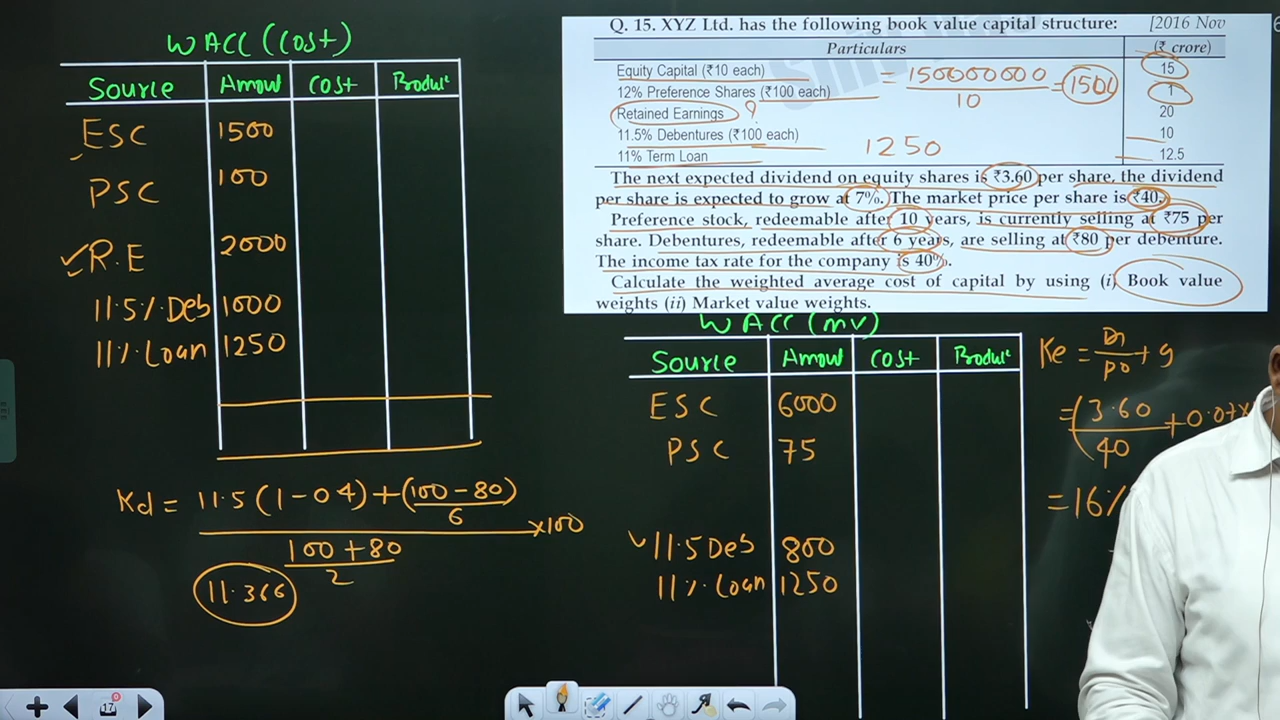 WACC (Cost)
Source Amount Cost Produc
ESC 1500
PSC 100
R.E 2000
11.5% Deb 1000
11% Loan 1250
Kd = 11.5 (1-04) + (100-80)
6
×100
100 + 80
2
11.366
Q. 15. XYZ Ltd. has the following book value capital structure: [2016 Nov
Particulars (₹ crore)
Equity Capital (₹10 each) 15
12% Preference Shares (₹100 each) 1
Retained Earnings ? 20
11.5% Debentures (₹100 each) 10
11% Term Loan 12.5
= 150000000 = 150
10
1250
The next expected dividend on equity shares is ₹3.60 per share, the dividend
per share is expected to grow at 7%. The market price per share is ₹40.
Preference stock, redeemable after 10 years, is currently selling at ₹75 per
share. Debentures, redeemable after 6 years, are selling at ₹80 per debenture.
The income tax rate for the company is 40%.
Calculate the weighted average cost of capital by using (i) Book value
weights (ii) Market value weights.
WACC (mv)
Source Amount Cost Produc
ESC 6000
PSC 75
11.5 Deb 800
11% Loan 1250
Ke = D1 + g
P0
= (3.60 + 0.07×
40
= 16%
17